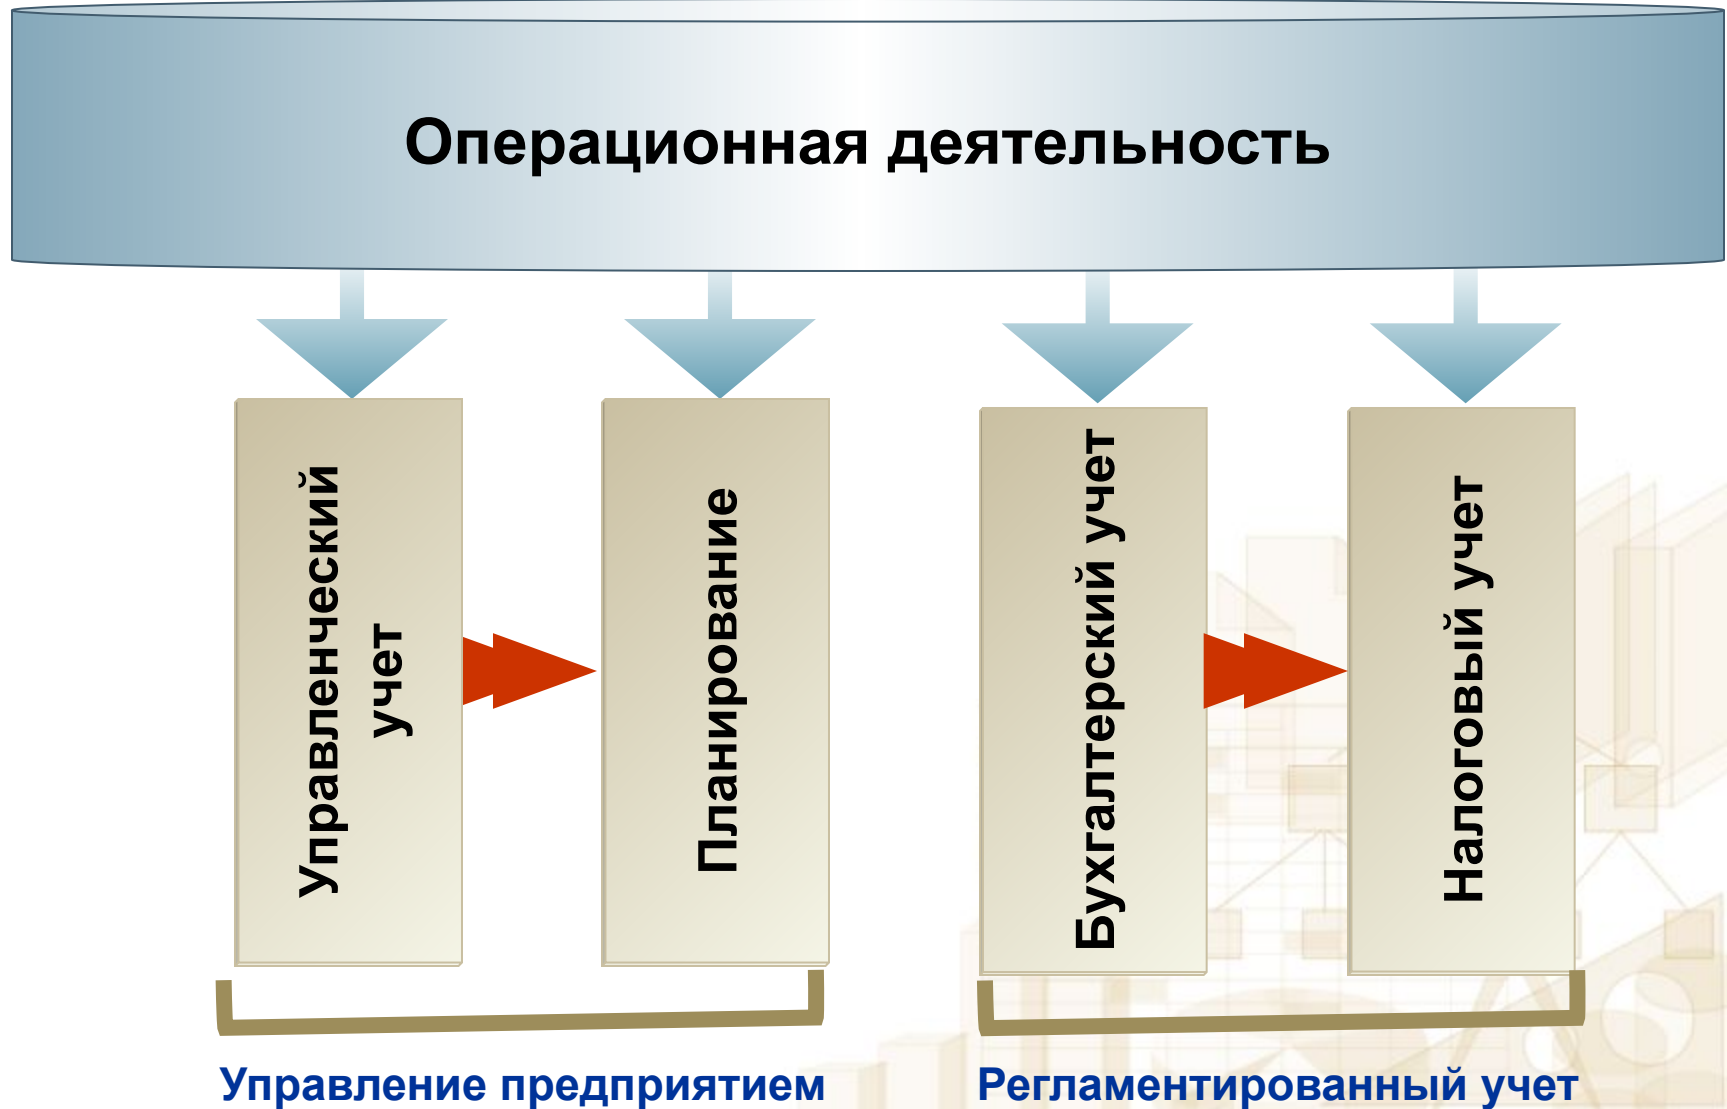 Операционная деятельность
Управленческий
учет
Планирование
Бухгалтерский учет
Налоговый учет
Управление предприятием
Регламентированный учет